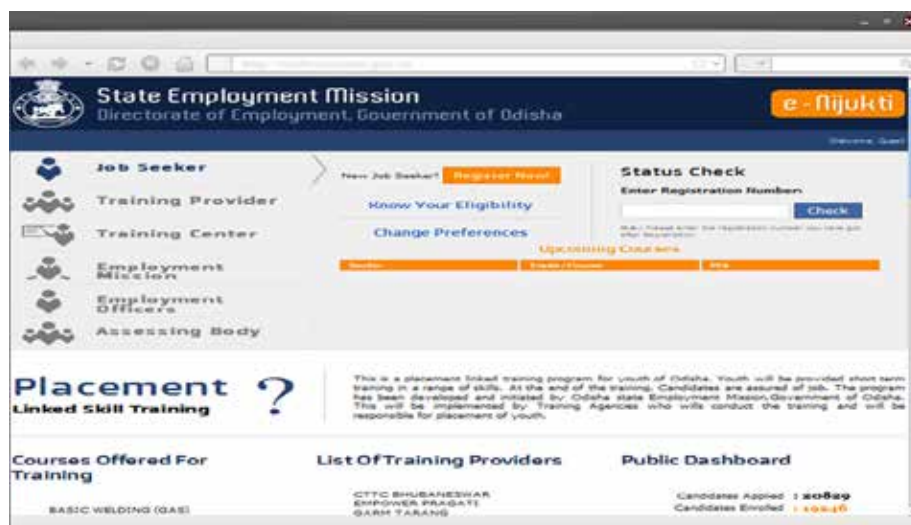 State Employment Mission
Directorate of Employment, Government of Odisha
e-Nijukti
Welcome, Guest
Job Seeker
Training Provider
Training Center
Employment
Mission
Employment
Officers
Assessing Body
New Job Seeker? Register Now!
Know Your Eligibility
Change Preferences
Status Check
Enter Registration Number:
Check
Upcoming Courses
Placement ?
Linked Skill Training
This is a placement linked training program for youth of Odisha. Youth will be provided short term
training in a range of skills. At the end of the training, Candidates are assured of job. The program
has been developed and initiated by Odisha state Employment Mission,Government of Odisha.
This will be implemented by Training Agencies who wills conduct the training and will be
responsible for placement of youth.
Courses Offered For
Training
BASIC WELDING (GAS)
List Of Training Providers
CTTC BHUBANESWAR
EMPOWER PRAGATI
GARM TARANG
Public Dashboard
Candidates Applied : 20829
Candidates Enrolled : 19246